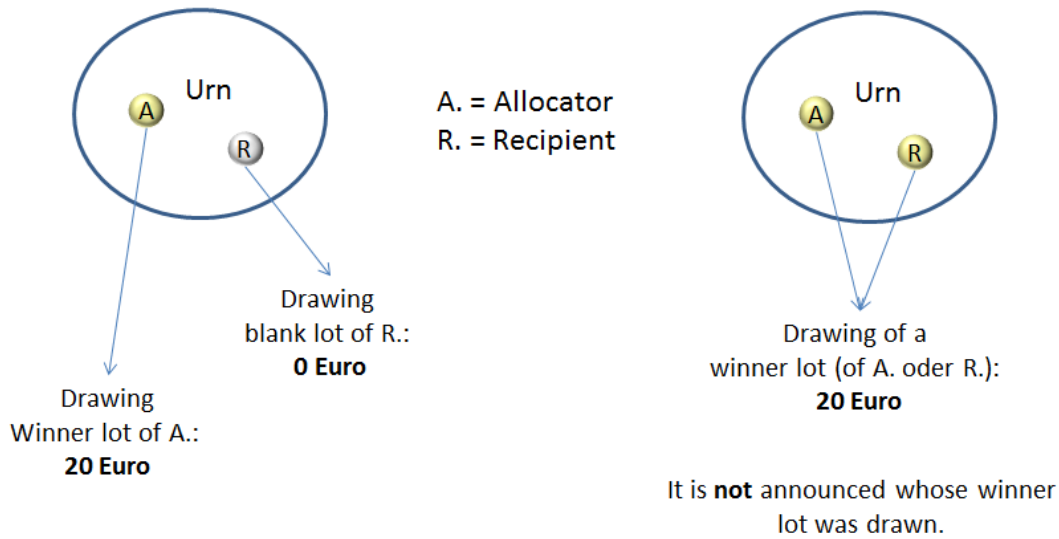 Urn
A
R
Drawing
blank lot of R.:
0 Euro
Drawing
Winner lot of A.:
20 Euro
A. = Allocator
R. = Recipient
Urn
A
R
Drawing of a
winner lot (of A. oder R.):
20 Euro
It is not announced whose winner
lot was drawn.